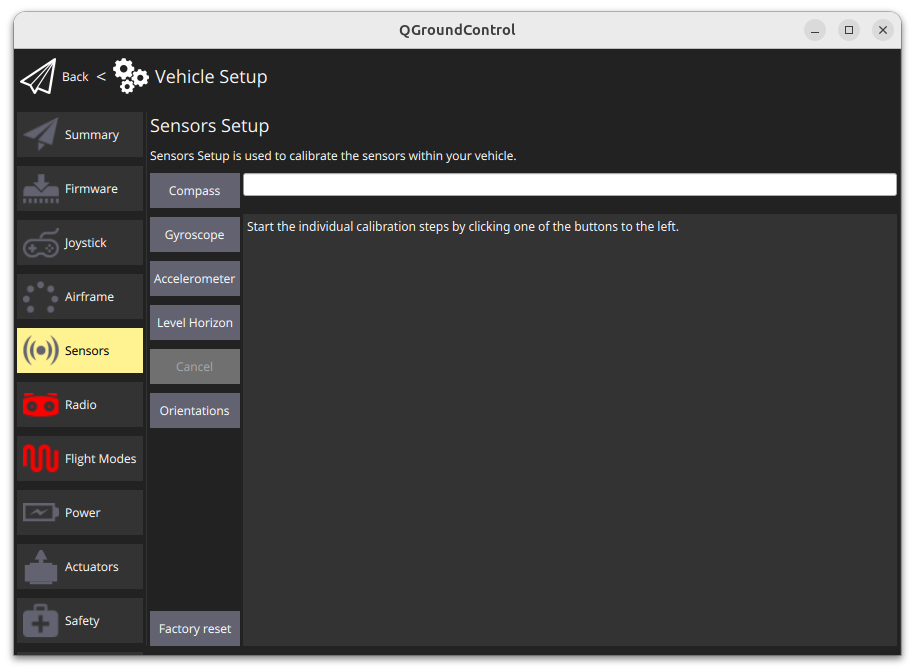 QGroundControl
Back < Vehicle Setup
Summary
Firmware
Joystick
Airframe
Sensors
Radio
Flight Modes
Power
Actuators
Safety
Sensors Setup
Sensors Setup is used to calibrate the sensors within your vehicle.
Compass
Gyroscope
Accelerometer
Level Horizon
Cancel
Orientations
Factory reset
Start the individual calibration steps by clicking one of the buttons to the left.